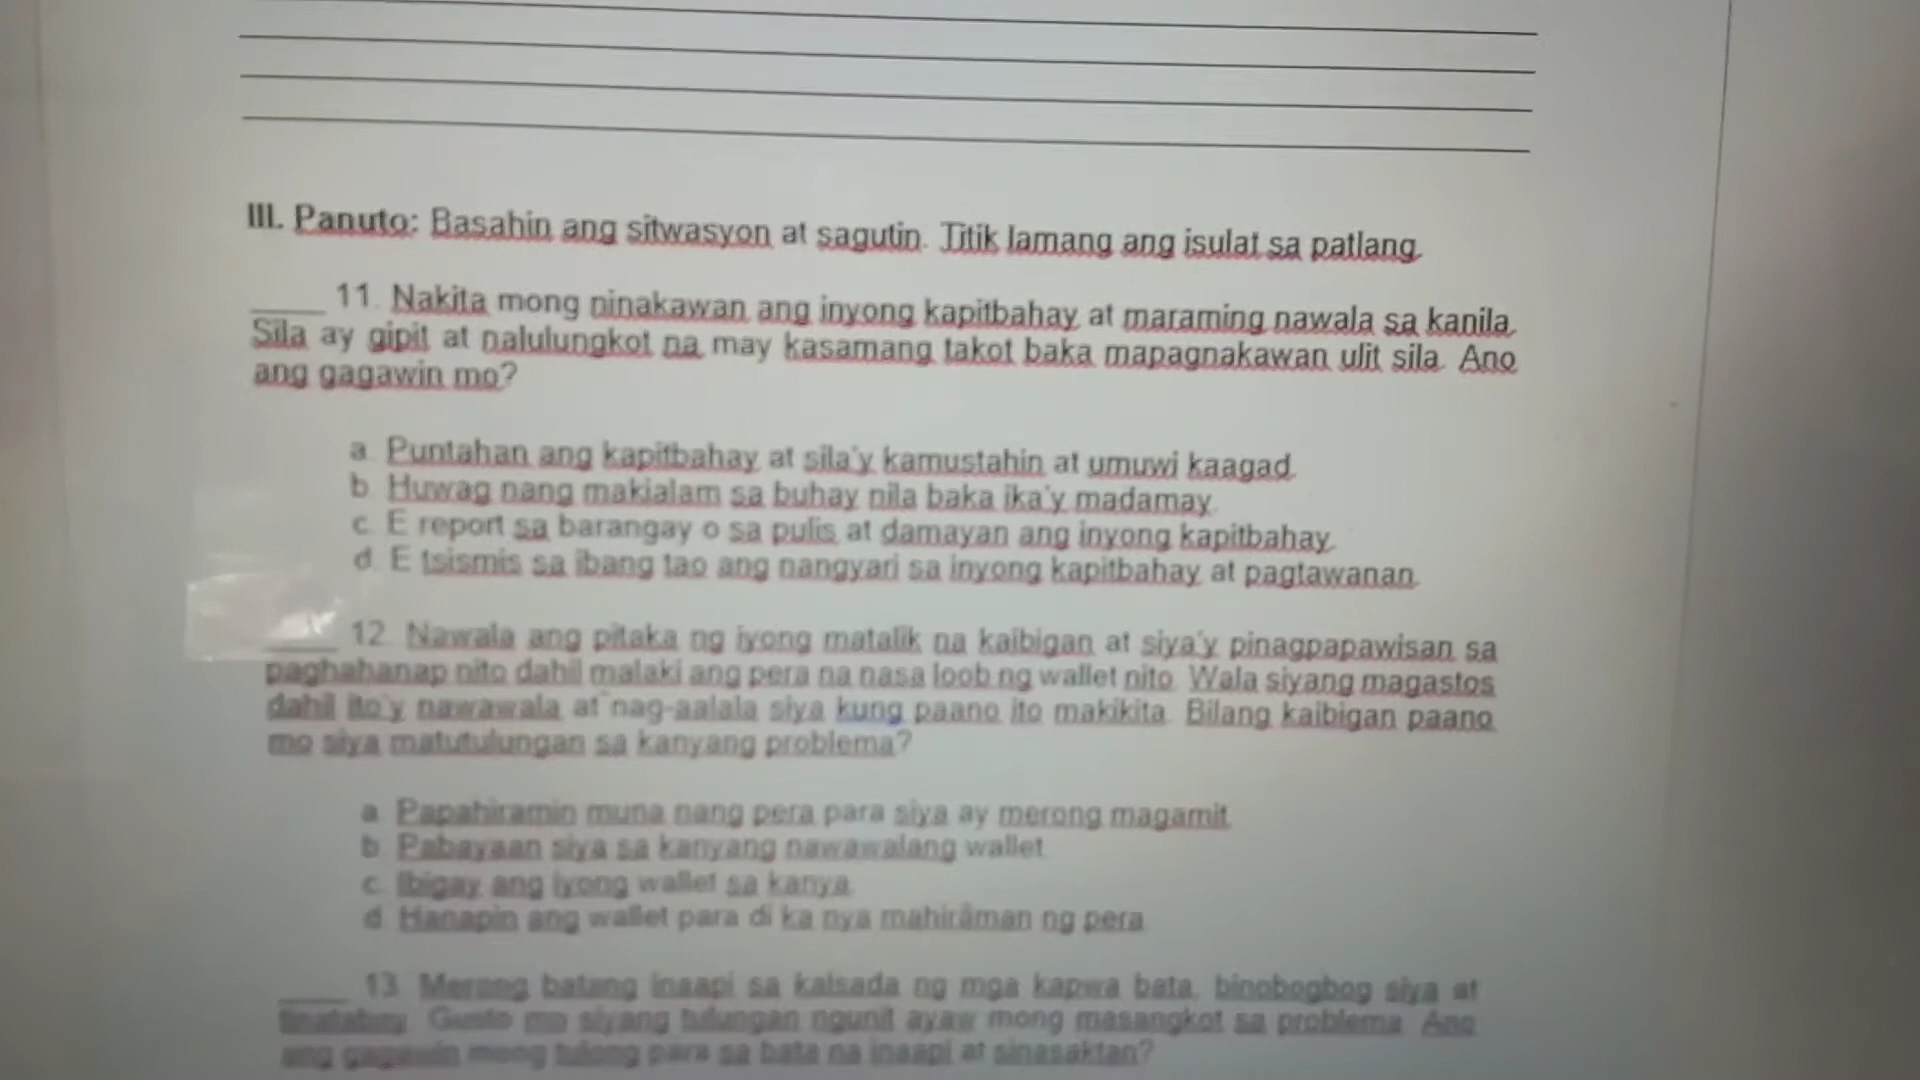 III. Panuto: Basahin ang sitwasyon at sagutin. Titik lamang ang isulat sa patlang.
____ 11. Nakita mong ninakawan ang inyong kapitbahay at maraming nawala sa kanila.
Sila ay gipit at nalulungkot na may kasamang takot baka mapagnakawan ulit sila. Ano
ang gagawin mo?
a. Puntahan ang kapitbahay at sila'y kamustahin at umuwi kaagad.
b. Huwag nang makialam sa buhay nila baka ika'y madamay.
c. E report sa barangay o sa pulis at damayan ang inyong kapitbahay.
d. E tsismis sa ibang tao ang nangyari sa inyong kapitbahay at pagtawanan.
____ 12. Nawala ang pitaka ng iyong matalik na kaibigan at siya'y pinagpapawisan sa
paghahanap nito dahil malaki ang pera na nasa loob ng wallet nito. Wala siyang magastos
dahil ito'y nawawala at nag-aalala siya kung paano ito makikita. Bilang kaibigan paano
mo siya matutulungan sa kanyang problema?
a. Papahiramin muna nang pera para siya ay merong magamit.
b. Pabayaan siya sa kanyang nawawalang wallet.
c. Ibigay ang iyong wallet sa kanya.
d. Hanapin ang wallet para di ka nya mahiraman ng pera.
____ 13. Merong batang inaapi sa kalsada ng mga kapwa bata, binobogbog siya at
Gusto mo siyang tulungan ngunit ayaw mong masangkot sa problema. Ano
ang gagawin mong tulong para sa bata na inaapi at sinasaktan?